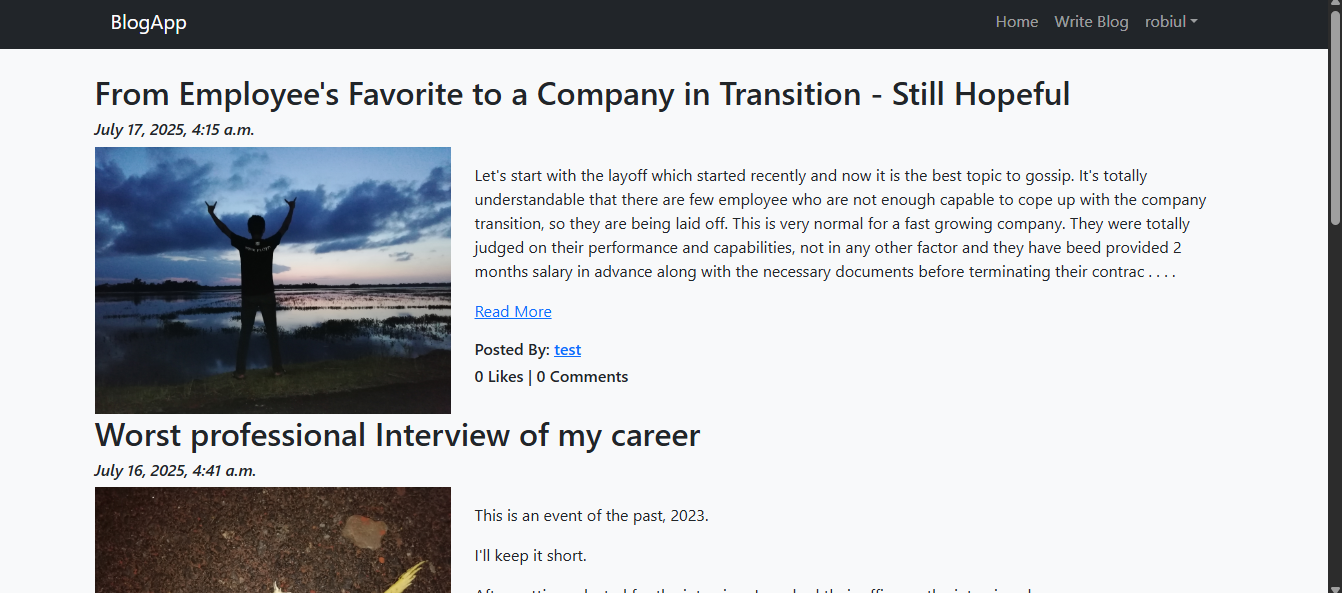 BlogApp
Home Write Blog robiul
From Employee's Favorite to a Company in Transition - Still Hopeful
July 17, 2025, 4:15 a.m.
Let's start with the layoff which started recently and now it is the best topic to gossip. It's totally
understandable that there are few employee who are not enough capable to cope up with the company
transition, so they are being laid off. This is very normal for a fast growing company. They were totally
judged on their performance and capabilities, not in any other factor and they have beed provided 2
months salary in advance along with the necessary documents before terminating their contrac . . . .
Read More
Posted By: test
0 Likes | 0 Comments
Worst professional Interview of my career
July 16, 2025, 4:41 a.m.
This is an event of the past, 2023.
I'll keep it short.